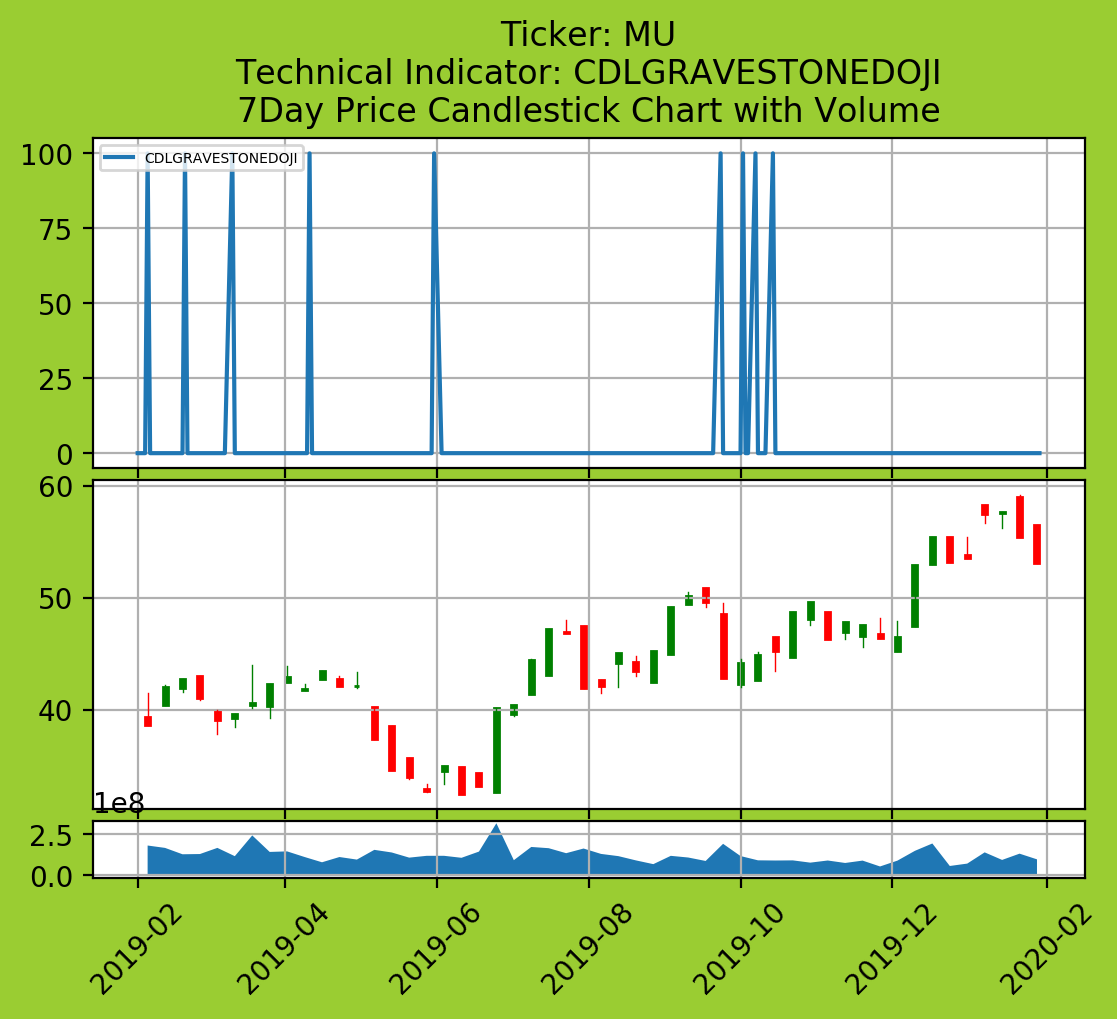 Ticker: MU
Technical Indicator: CDLGRAVESTONEDOJI
7Day Price Candlestick Chart with Volume
100
CDLGRAVESTONEDOJI
75
50
25
0
60
50
40
1e8
2.5
0.0
2019-02 2019-04 2019-06 2019-08 2019-10 2019-12 2020-02